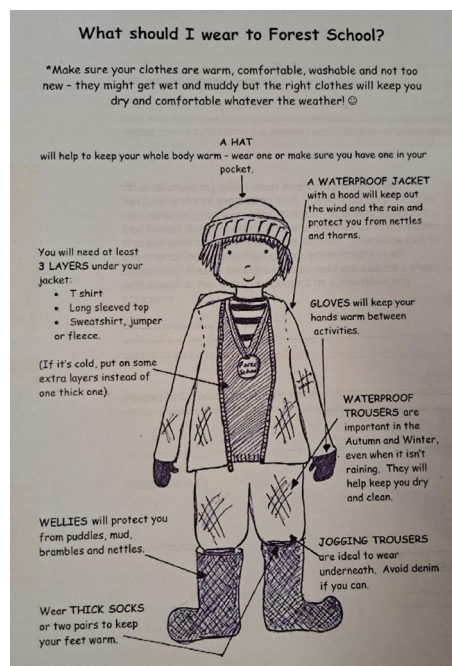 What should I wear to Forest School?
*Make sure your clothes are warm, comfortable, washable and not too
new – they might get wet and muddy but the right clothes will keep you
dry and comfortable whatever the weather! ☺
A HAT
will help to keep your whole body warm – wear one or make sure you have one in your
pocket.
A WATERPROOF JACKET
with a hood will keep out
the wind and the rain and
protect you from nettles
and thorns.
You will need at least
3 LAYERS under your
jacket:
• T shirt
• Long sleeved top
• Sweatshirt, jumper
or fleece.
(If it's cold, put on some
extra layers instead of
one thick one).
GLOVES will keep your
hands warm between
activities.
Forest
School
WATERPROOF
TROUSERS are
important in the
Autumn and Winter,
even when it isn't
raining. They will
help keep you dry
and clean.
WELLIES will protect you
from puddles, mud,
brambles and nettles.
JOGGING TROUSERS
are ideal to wear
underneath. Avoid denim
if you can.
Wear THICK SOCKS
or two pairs to keep
your feet warm.